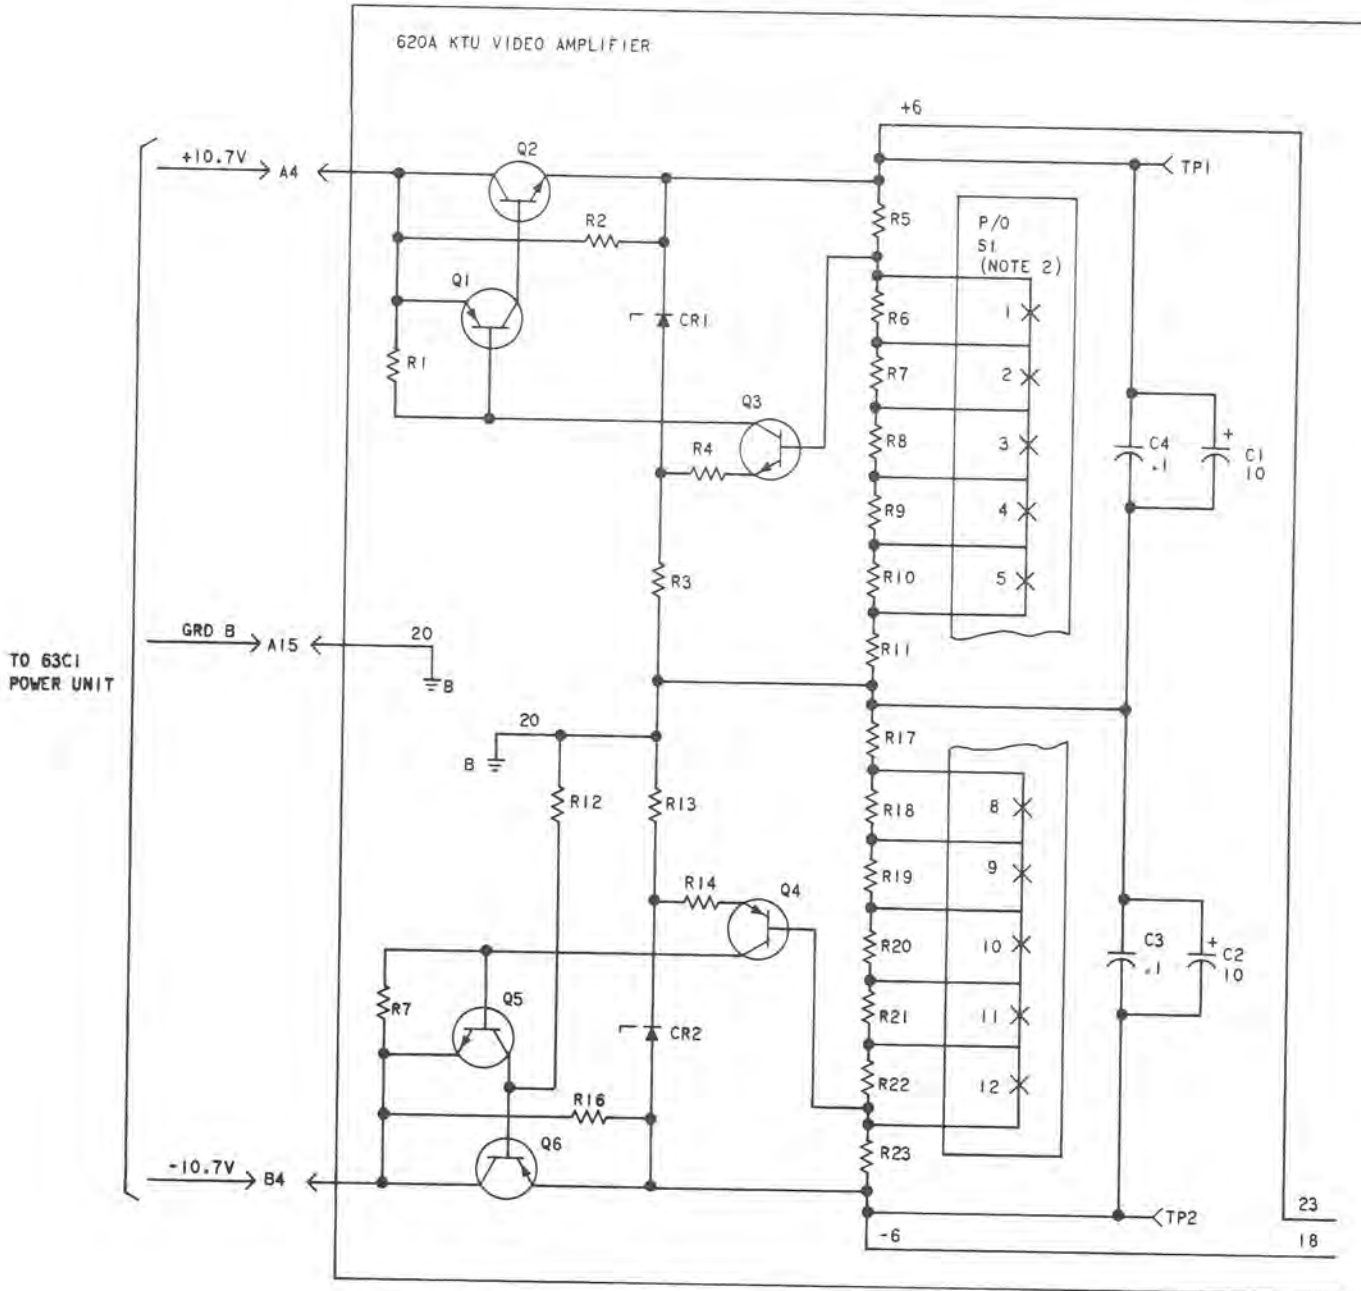 620A KTU VIDEO AMPLIFIER
+6
+10.7V
A4
Q2
TP1
R2
R5
P/O
S1
(NOTE 2)
Q1
CR1
R6
1
R1
R7
2
Q3
R4
R8
3
C4
.1
+
C1
10
R9
4
R3
R10
5
GRD B
A15
20
B
R11
TO 63C1
POWER UNIT
20
B
R17
R12
R13
R18
8
R19
9
R14
Q4
R20
10
C3
.1
+
C2
10
R7
Q5
CR2
R21
11
R22
12
R16
Q6
R23
-10.7V
B4
TP2
23
-6
18